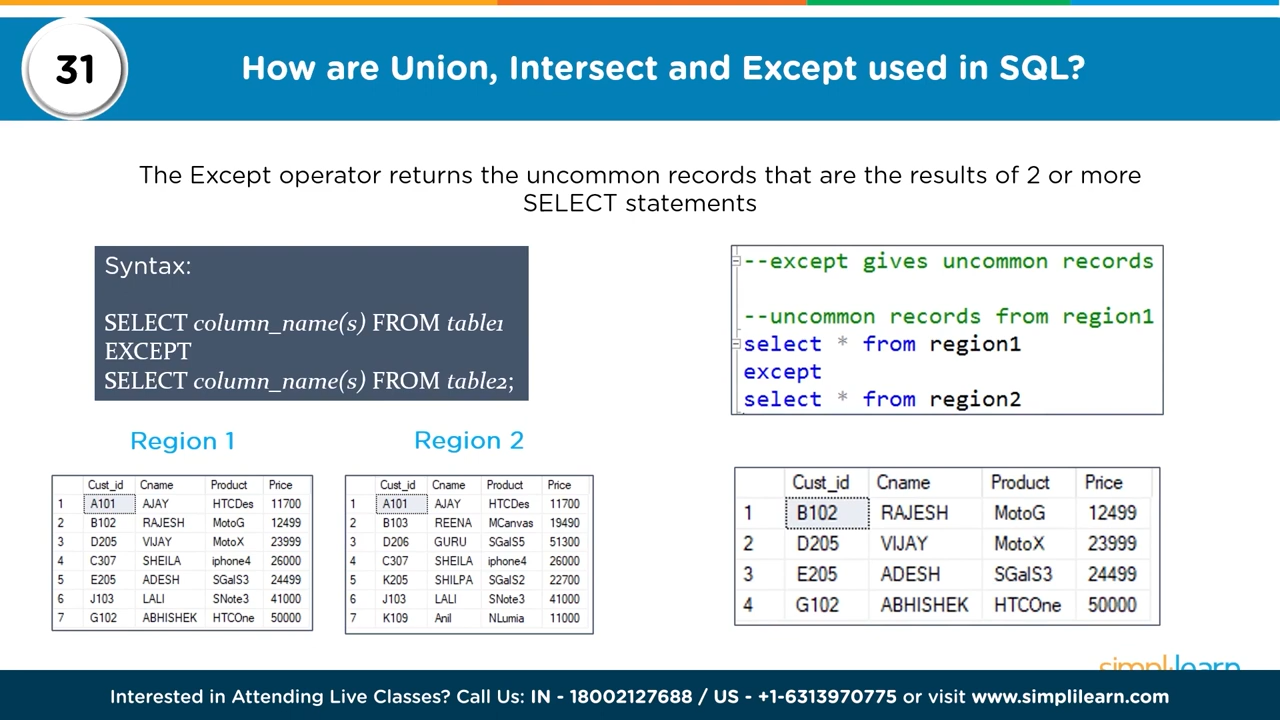 31
How are Union, Intersect and Except used in SQL?
The Except operator returns the uncommon records that are the results of 2 or more
SELECT statements
Syntax:
SELECT column_name(s) FROM table1
EXCEPT
SELECT column_name(s) FROM table2;
--except gives uncommon records
--uncommon records from region1
select * from region1
except
select * from region2
Region 1
Cust_id Cname Product Price
1 A101 AJAY HTCDes 11700
2 B102 RAJESH MotoG 12499
3 D205 VIJAY MotoX 23999
4 C307 SHEILA iphone4 26000
5 E205 ADESH SGalS3 24499
6 J103 LALI SNote3 41000
7 G102 ABHISHEK HTCOne 50000
Region 2
Cust_id Cname Product Price
1 A101 AJAY HTCDes 11700
2 B103 REENA MCanvas 19490
3 D206 GURU SGalS5 51300
4 C307 SHEILA iphone4 26000
5 K205 SHILPA SGalS2 22700
6 J103 LALI SNote3 41000
7 K109 Anil NLumia 11000
Cust_id Cname Product Price
1 B102 RAJESH MotoG 12499
2 D205 VIJAY MotoX 23999
3 E205 ADESH SGalS3 24499
4 G102 ABHISHEK HTCOne 50000
simplilearn
Interested in Attending Live Classes? Call Us: IN - 18002127688 / US - +1-6313970775 or visit www.simplilearn.com